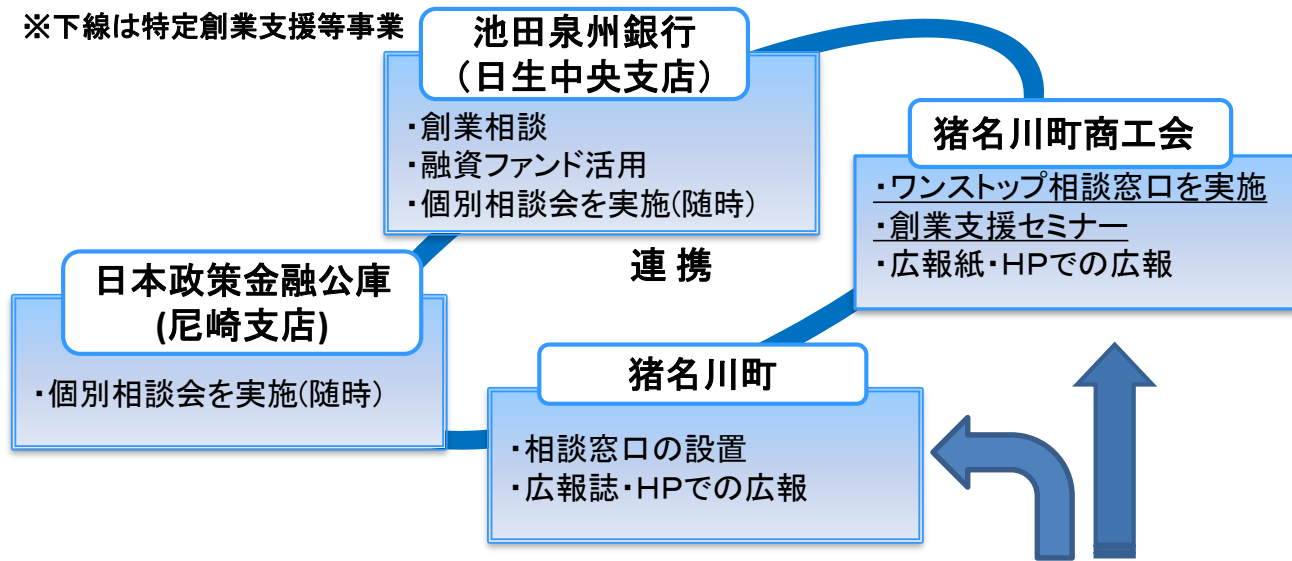 ※下線は特定創業支援等事業
池田泉州銀行
（日生中央支店）
・創業相談
・融資ファンド活用
・個別相談会を実施(随時）
猪名川町商工会
・ワンストップ相談窓口を実施
・創業支援セミナー
・広報紙・HPでの広報
連 携
日本政策金融公庫
(尼崎支店)
・個別相談会を実施(随時）
猪名川町
・相談窓口の設置
・広報誌・HPでの広報